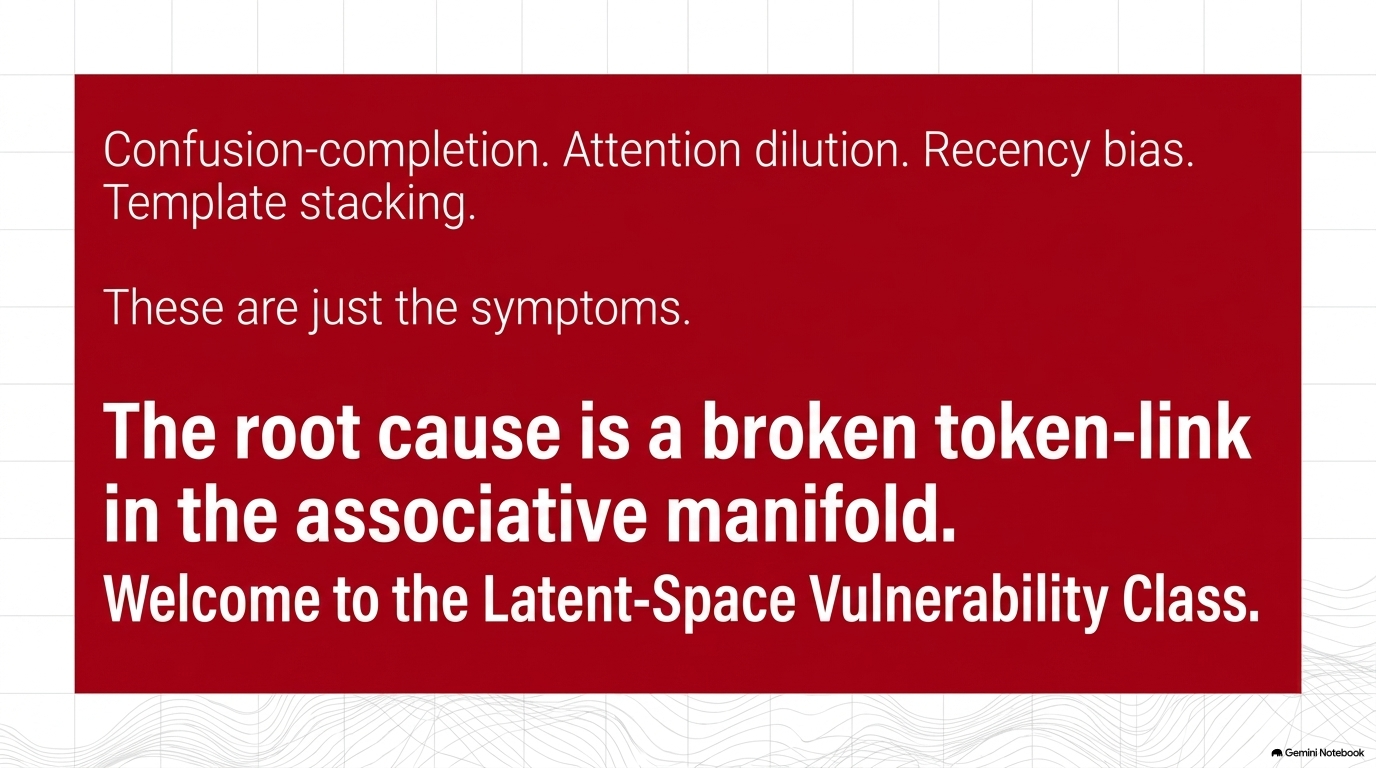 Confusion-completion. Attention dilution. Recency bias.
Template stacking.
These are just the symptoms.
The root cause is a broken token-link
in the associative manifold.
Welcome to the Latent-Space Vulnerability Class.
Gemini Notebook